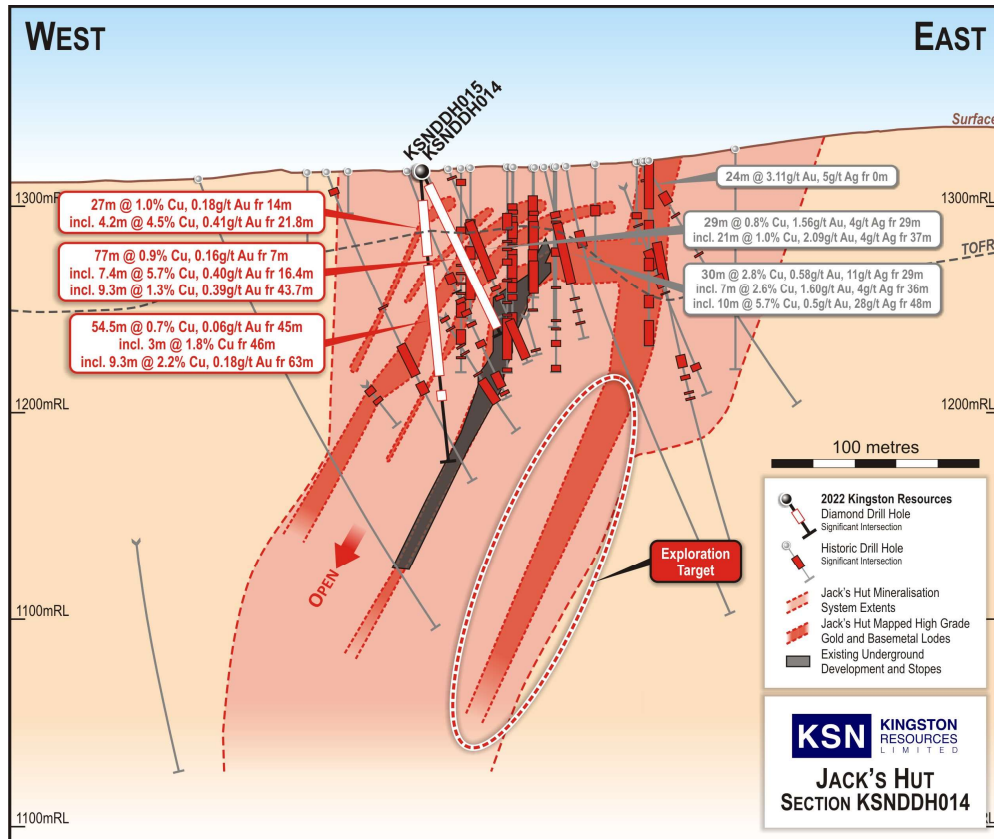 WEST
EAST
KSNDDH015
KSNDDH014
Surface
1300mRL
1300mRL
27m @ 1.0% Cu, 0.18g/t Au fr 14m
incl. 4.2m @ 4.5% Cu, 0.41g/t Au fr 21.8m
77m @ 0.9% Cu, 0.16g/t Au fr 7m
incl. 7.4m @ 5.7% Cu, 0.40g/t Au fr 16.4m
incl. 9.3m @ 1.3% Cu, 0.39g/t Au fr 43.7m
54.5m @ 0.7% Cu, 0.06g/t Au fr 45m
incl. 3m @ 1.8% Cu fr 46m
incl. 9.3m @ 2.2% Cu, 0.18g/t Au fr 63m
24m @ 3.11g/t Au, 5g/t Ag fr 0m
29m @ 0.8% Cu, 1.56g/t Au, 4g/t Ag fr 29m
incl. 21m @ 1.0% Cu, 2.09g/t Au, 4g/t Ag fr 37m
TOFR
30m @ 2.8% Cu, 0.58g/t Au, 11g/t Ag fr 29m
incl. 7m @ 2.6% Cu, 1.60g/t Au, 4g/t Ag fr 36m
incl. 10m @ 5.7% Cu, 0.5g/t Au, 28g/t Ag fr 48m
1200mRL
1200mRL
100 metres
OPEN
Exploration
Target
1100mRL
2022 Kingston Resources
Diamond Drill Hole
Significant Intersection
Historic Drill Hole
Significant Intersection
Jack's Hut Mineralisation
System Extents
Jack's Hut Mapped High Grade
Gold and Basemetal Lodes
Existing Underground
Development and Stopes
KSN
KINGSTON
RESOURCES
LIMITED
JACK'S HUT
SECTION KSNDDH014
1100mRL